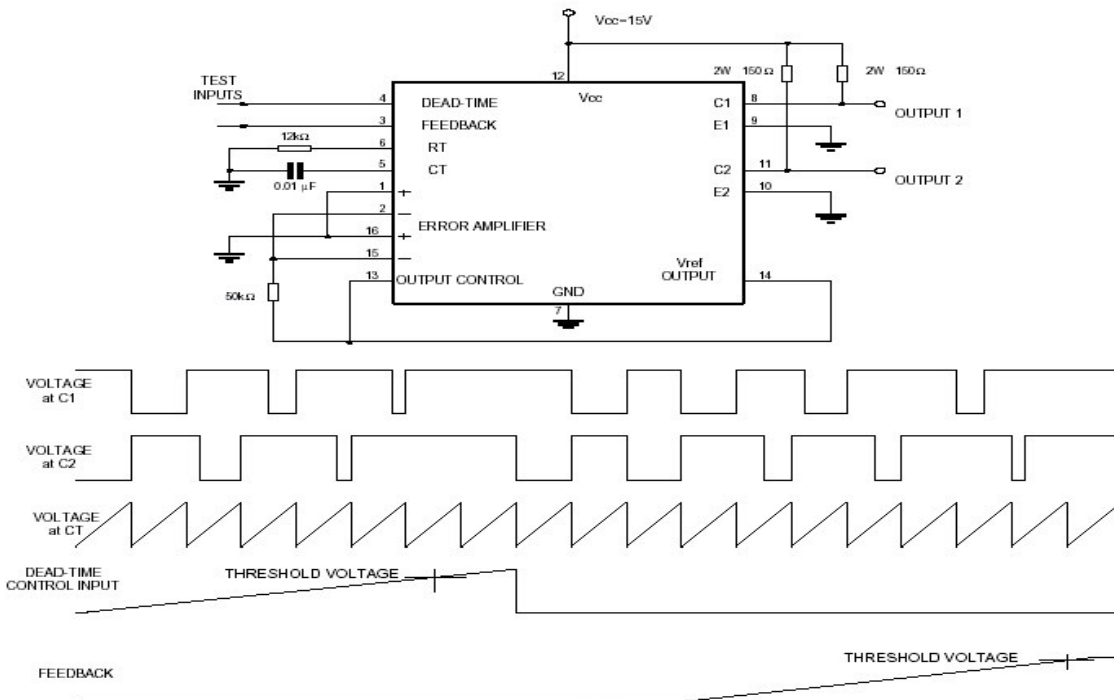 Vcc=15V
TEST
INPUTS
12
2W 150Ω
2W 150Ω
Vcc
4
DEAD-TIME
C1
8
OUTPUT 1
3
FEEDBACK
E1
9
12kΩ
6
RT
5
CT
C2
11
OUTPUT 2
0.01 μF
1
+
E2
10
2
−
ERROR AMPLIFIER
16
+
15
−
Vref
OUTPUT
14
13
OUTPUT CONTROL
50kΩ
GND
7
VOLTAGE
at C1
VOLTAGE
at C2
VOLTAGE
at CT
DEAD-TIME
CONTROL INPUT
THRESHOLD VOLTAGE
THRESHOLD VOLTAGE
FEEDBACK